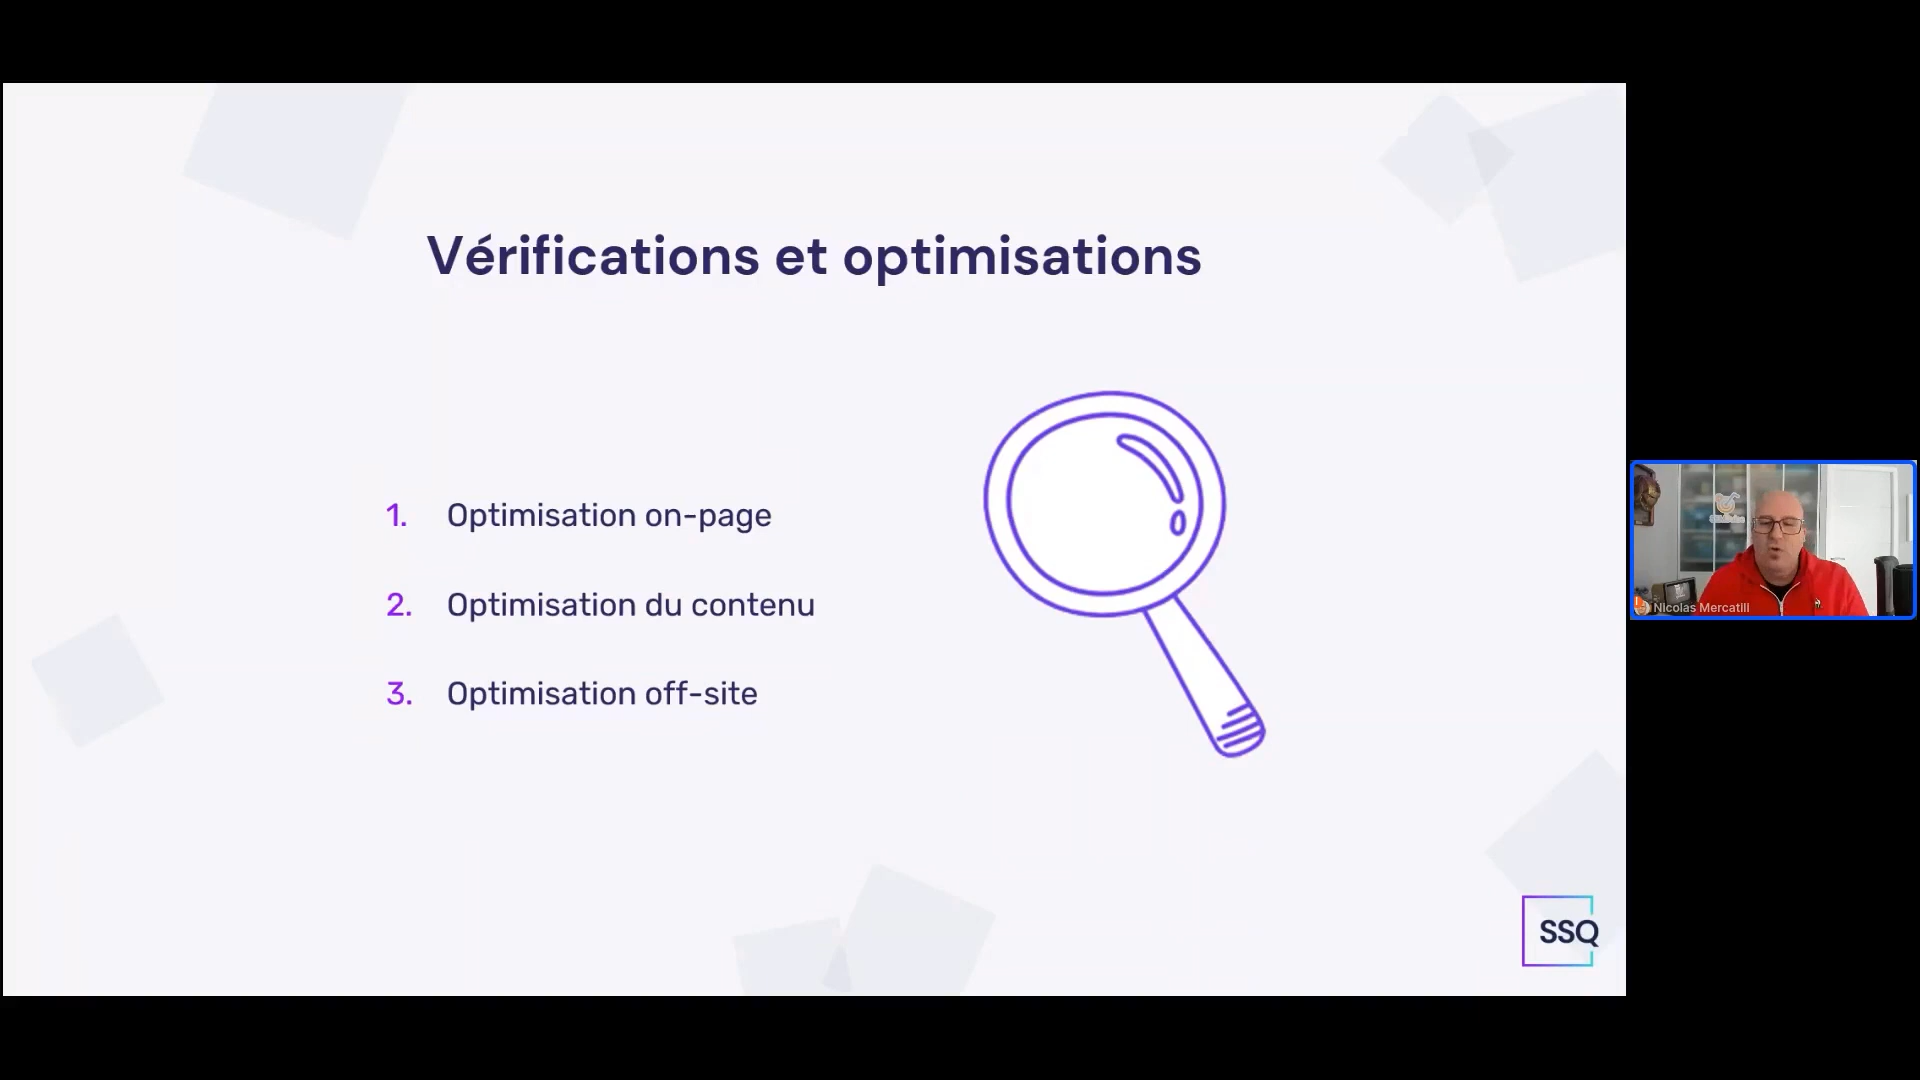 Vérifications et optimisations
1. Optimisation on-page
2. Optimisation du contenu
3. Optimisation off-site
SSQ
Nicolas Mercatili